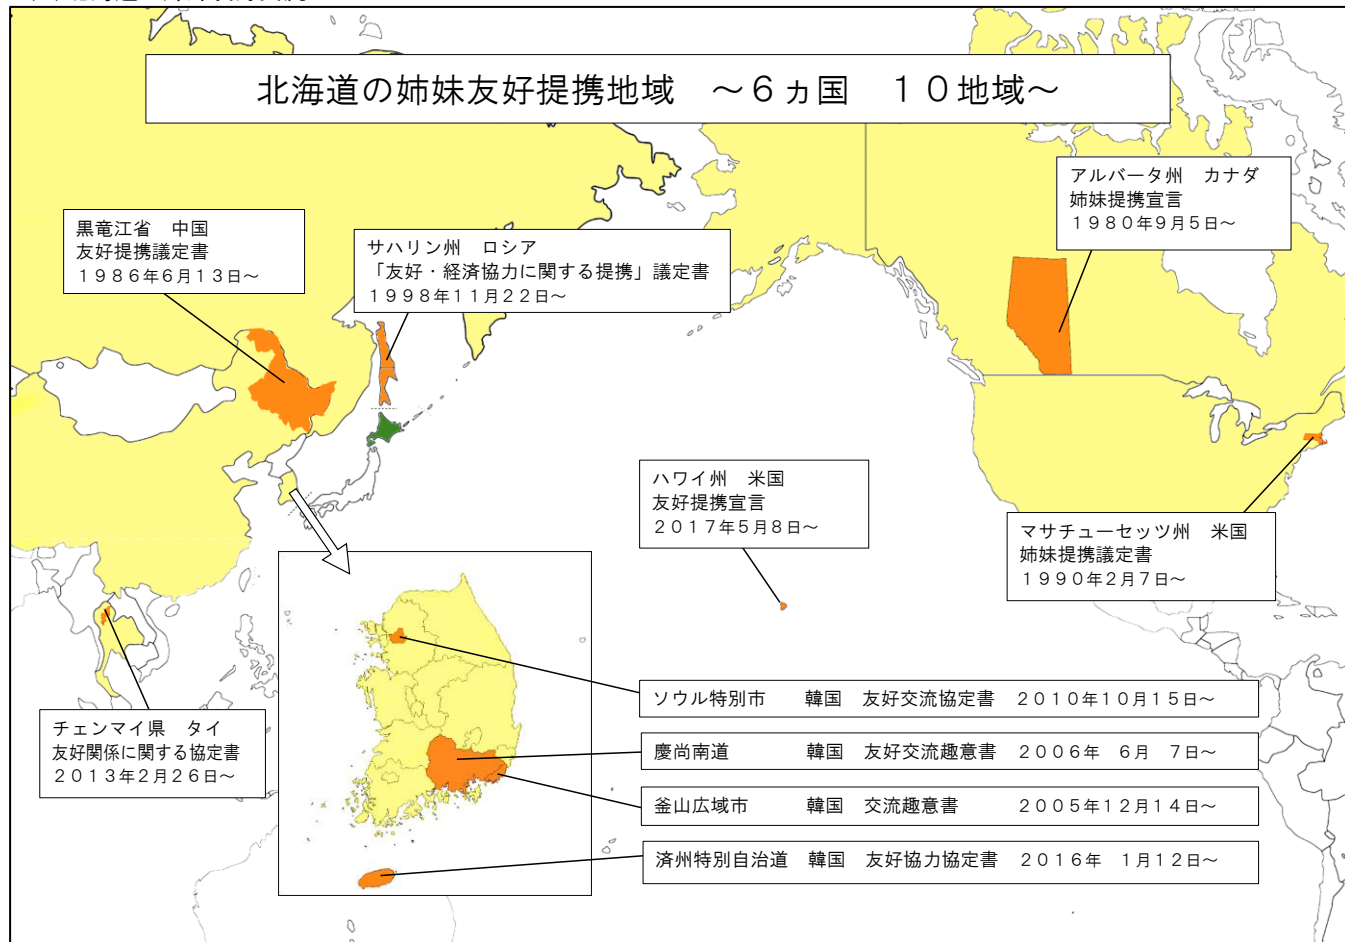 北海道の姉妹友好提携地域　～６ヵ国　１０地域～
アルバータ州　カナダ
姉妹提携宣言
１９８０年９月５日～
黒竜江省　中国
友好提携議定書
１９８６年６月１３日～
サハリン州　ロシア
「友好・経済協力に関する提携」議定書
１９９８年１１月２２日～
ハワイ州　米国
友好提携宣言
２０１７年５月８日～
マサチューセッツ州　米国
姉妹提携議定書
１９９０年２月７日～
チェンマイ県　タイ
友好関係に関する協定書
２０１３年２月２６日～
ソウル特別市　　韓国　友好交流協定書　２０１０年１０月１５日～
慶尚南道　　　　韓国　友好交流趣意書　２００６年　６月　７日～
釜山広域市　　　韓国　交流趣意書　　　２００５年１２月１４日～
済州特別自治道　韓国　友好協力協定書　２０１６年　１月１２日～